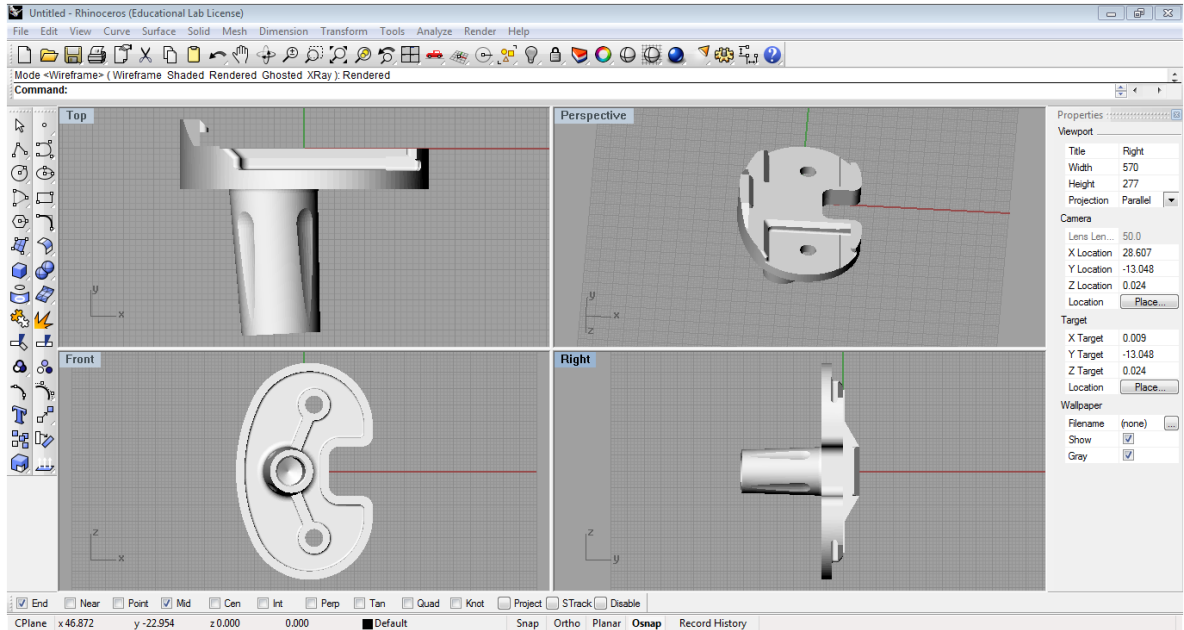 Untitled - Rhinoceros (Educational Lab License)
File Edit View Curve Surface Solid Mesh Dimension Transform Tools Analyze Render Help
Mode <Wireframe> ( Wireframe Shaded Rendered Ghosted XRay ): Rendered
Command:
Top
y
x
Perspective
y
x
z
Front
z
x
Right
z
y
Properties
Viewport
Title Right
Width 570
Height 277
Projection Parallel
Camera
Lens Len... 50.0
X Location 28.607
Y Location -13.048
Z Location 0.024
Location Place...
Target
X Target 0.009
Y Target -13.048
Z Target 0.024
Location Place...
Wallpaper
Filename (none) ...
Show
Gray
End Near Point Mid Cen Int Perp Tan Quad Knot Project STrack Disable
CPlane x 46.872 y -22.954 z 0.000 0.000 Default Snap Ortho Planar Osnap Record History